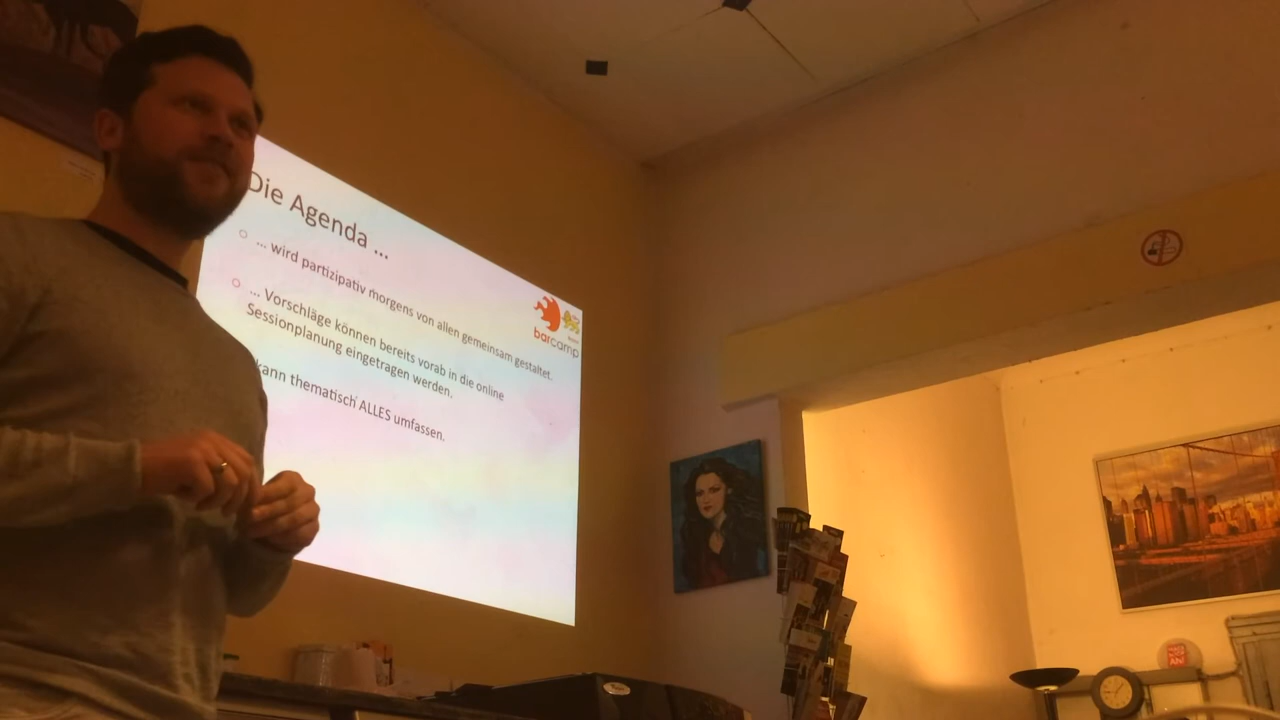 Die Agenda ...
... wird partizipativ morgens von allen gemeinsam gestaltet.
... Vorschläge können bereits vorab in die online
Sessionplanung eingetragen werden.
kann thematisch ALLES umfassen.
barcamp